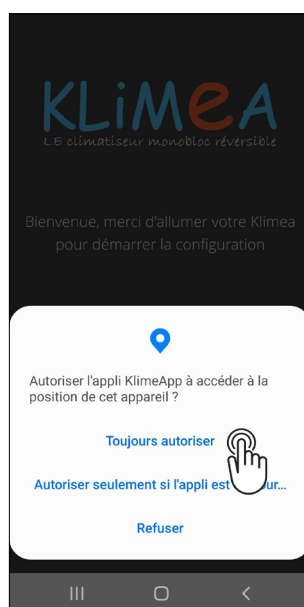 KLiMeA
LE climatiseur monobloc réversible
Bienvenue, merci d'allumer votre Klimea
pour démarrer la configuration
Autoriser l'appli KlimeApp à accéder à la
position de cet appareil ?
Toujours autoriser
Autoriser seulement si l'appli est
Refuser